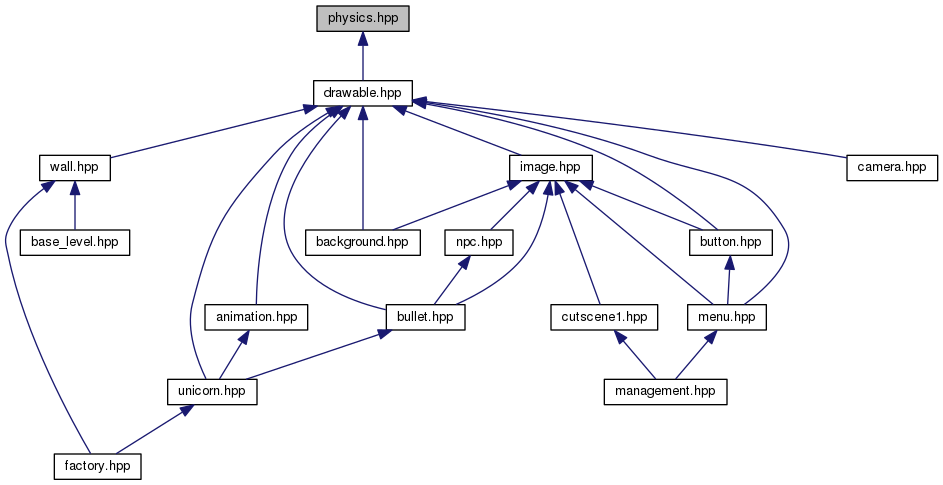 physics.hpp
drawable.hpp
wall.hpp
image.hpp
camera.hpp
base_level.hpp
background.hpp
npc.hpp
button.hpp
animation.hpp
bullet.hpp
cutscene1.hpp
menu.hpp
unicorn.hpp
management.hpp
factory.hpp